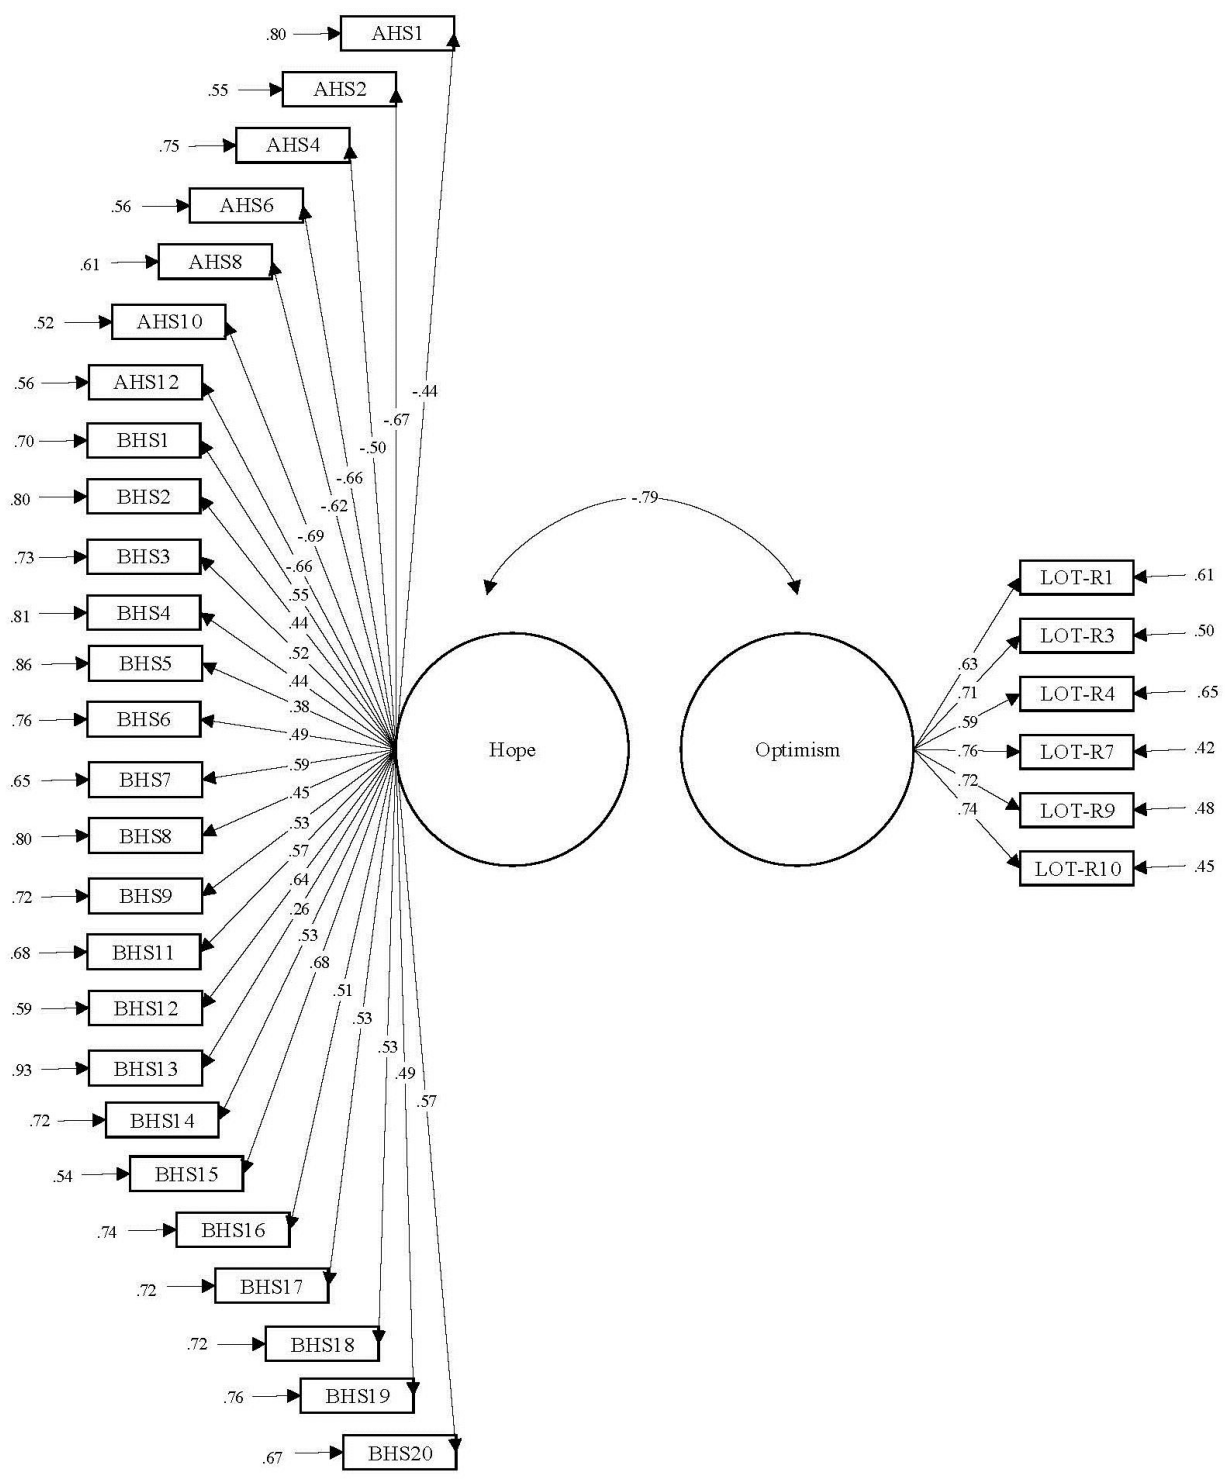 .80 AHS1
.55 AHS2
.75 AHS4
.56 AHS6
.61 AHS8
.52 AHS10
.56 AHS12
.70 BHS1
.80 BHS2
.73 BHS3
.81 BHS4
.86 BHS5
.76 BHS6
.65 BHS7
.80 BHS8
.72 BHS9
.68 BHS11
.59 BHS12
.93 BHS13
.72 BHS14
.54 BHS15
.74 BHS16
.72 BHS17
.72 BHS18
.76 BHS19
.67 BHS20
-.44
-.67
-.50
-.66
-.62
-.69
-.66
.55
.44
.52
.44
.38
.49
.59
.45
.53
.57
.64
.26
.53
.68
.51
.53
.53
.49
.57
-.79
Hope
Optimism
.63
.71
.59
.76
.72
.74
LOT-R1 .61
LOT-R3 .50
LOT-R4 .65
LOT-R7 .42
LOT-R9 .48
LOT-R10 .45